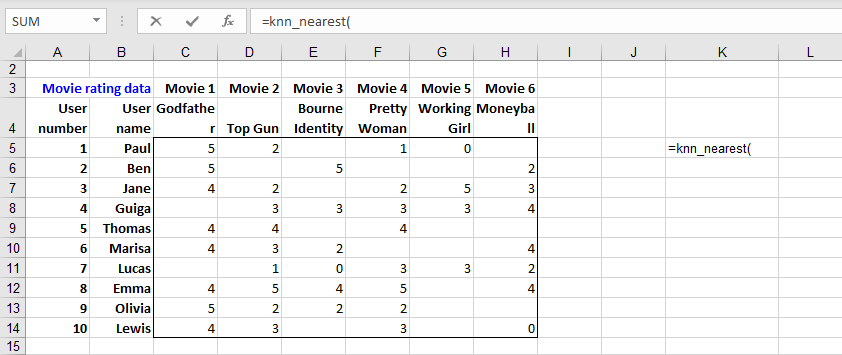 SUM =knn_nearest(
A B C D E F G H I J K L
2
3 Movie rating data Movie 1 Movie 2 Movie 3 Movie 4 Movie 5 Movie 6
User User Godfathe Bourne Pretty Working Moneyba
4 number name r Top Gun Identity Woman Girl ll
5 1 Paul 5 2 1 0 =knn_nearest(
6 2 Ben 5 5 2
7 3 Jane 4 2 2 5 3
8 4 Guiga 3 3 3 3 4
9 5 Thomas 4 4 4
10 6 Marisa 4 3 2 4
11 7 Lucas 1 0 3 3 2
12 8 Emma 4 5 4 5 4
13 9 Olivia 5 2 2 2
14 10 Lewis 4 3 3 0
15